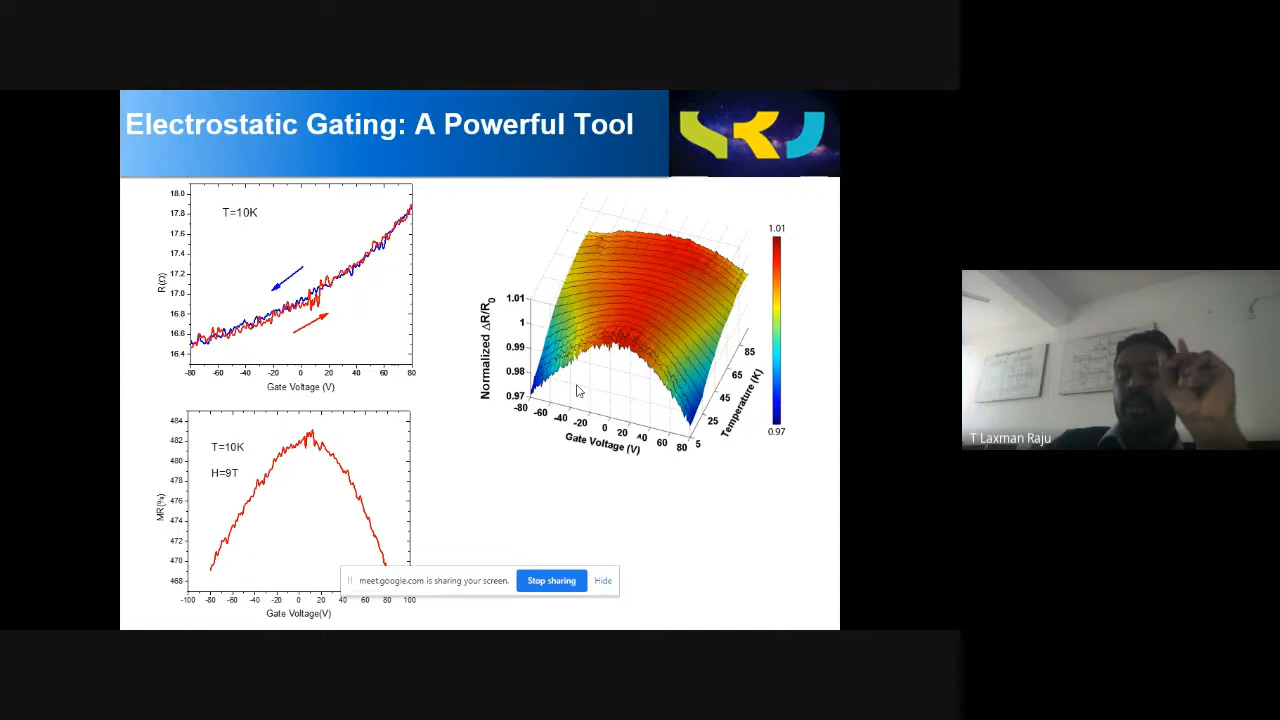 Electrostatic Gating: A Powerful Tool
18.0
17.8
17.6
17.4
17.2
17.0
16.8
16.6
16.4
R(Ω)
T=10K
-80 -60 -40 -20 0 20 40 60 80
Gate Voltage (V)
484
482
480
478
476
474
472
470
468
MR(%)
T=10K
H=9T
-100 -80 -60 -40 -20 0 20 40 60 80 100
Gate Voltage(V)
Normalized ΔR/R0
1.01
1
0.99
0.98
0.97
-80 -60 -40 -20 0 20 40 60 80
Gate Voltage (V)
5 25 45 65 85
Temperature (K)
1.01
0.97
meet.google.com is sharing your screen.
Stop sharing
Hide
T Laxman Raju